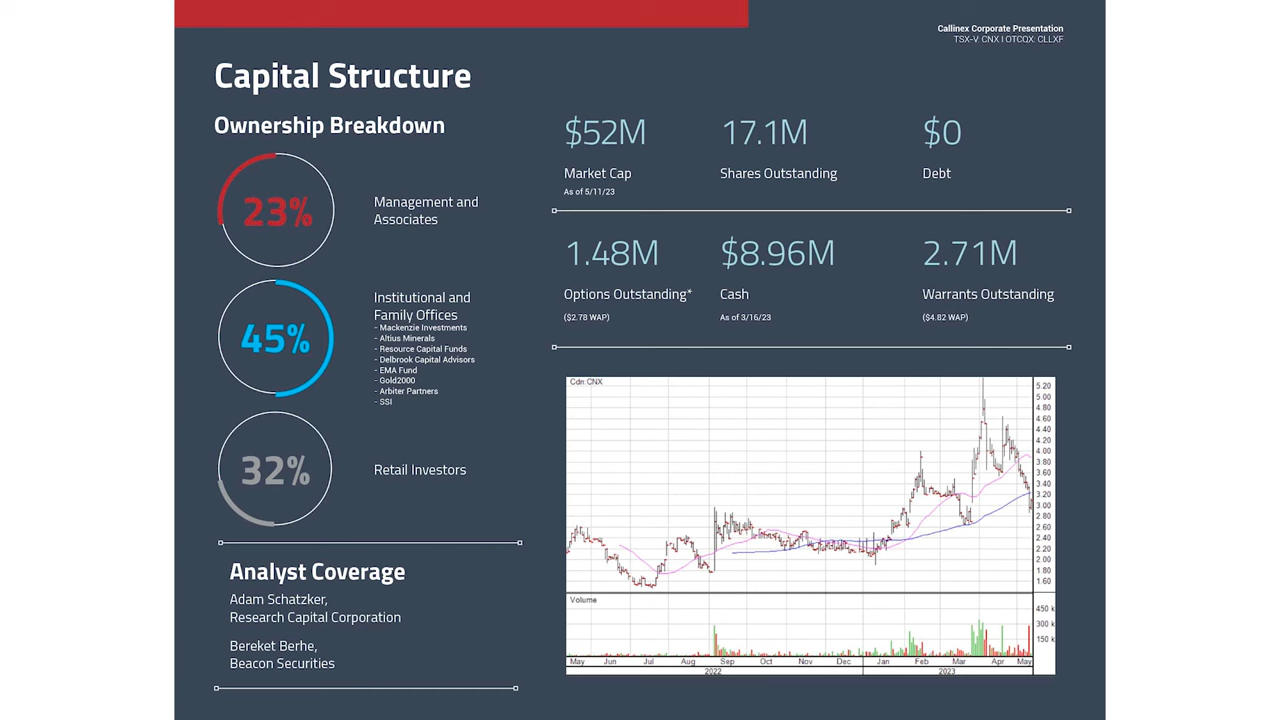 Callinex Corporate Presentation
TSX-V: CNX I OTCQX: CLLXF
Capital Structure
Ownership Breakdown
23%
Management and
Associates
45%
Institutional and
Family Offices
- Mackenzie Investments
- Altius Minerals
- Resource Capital Funds
- Delbrook Capital Advisors
- EMA Fund
- Gold2000
- Arbiter Partners
- SSI
32%
Retail Investors
Analyst Coverage
Adam Schatzker,
Research Capital Corporation
Bereket Berhe,
Beacon Securities
$52M
Market Cap
As of 5/11/23
17.1M
Shares Outstanding
$0
Debt
1.48M
Options Outstanding*
($2.78 WAP)
$8.96M
Cash
As of 3/16/23
2.71M
Warrants Outstanding
($4.82 WAP)
Cdn:CNX
5.20
5.00
4.80
4.60
4.40
4.20
4.00
3.80
3.60
3.40
3.20
3.00
2.80
2.60
2.40
2.20
2.00
1.80
1.60
Volume
450 k
300 k
150 k
May Jun Jul Aug Sep Oct Nov Dec Jan Feb Mar Apr May
2022 2023